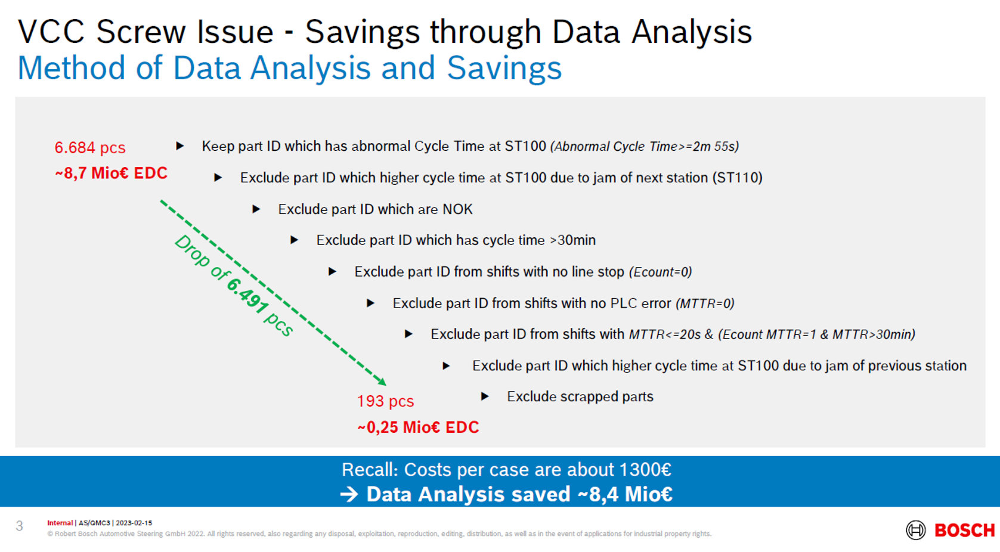 VCC Screw Issue - Savings through Data Analysis
Method of Data Analysis and Savings
6.684 pcs
~8,7 Mio€ EDC
▶ Keep part ID which has abnormal Cycle Time at ST100 (Abnormal Cycle Time>=2m 55s)
▶ Exclude part ID which higher cycle time at ST100 due to jam of next station (ST110)
▶ Exclude part ID which are NOK
▶ Exclude part ID which has cycle time >30min
▶ Exclude part ID from shifts with no line stop (Ecount=0)
▶ Exclude part ID from shifts with no PLC error (MTTR=0)
▶ Exclude part ID from shifts with MTTR<=20s & (Ecount MTTR=1 & MTTR>30min)
▶ Exclude part ID which higher cycle time at ST100 due to jam of previous station
▶ Exclude scrapped parts
Drop of 6.491 pcs
193 pcs
~0,25 Mio€ EDC
Recall: Costs per case are about 1300€
→ Data Analysis saved ~8,4 Mio€
3
Internal | AS/QMC3 | 2023-02-15
© Robert Bosch Automotive Steering GmbH 2022. All rights reserved, also regarding any disposal, exploitation, reproduction, editing, distribution, as well as in the event of applications for industrial property rights.
BOSCH